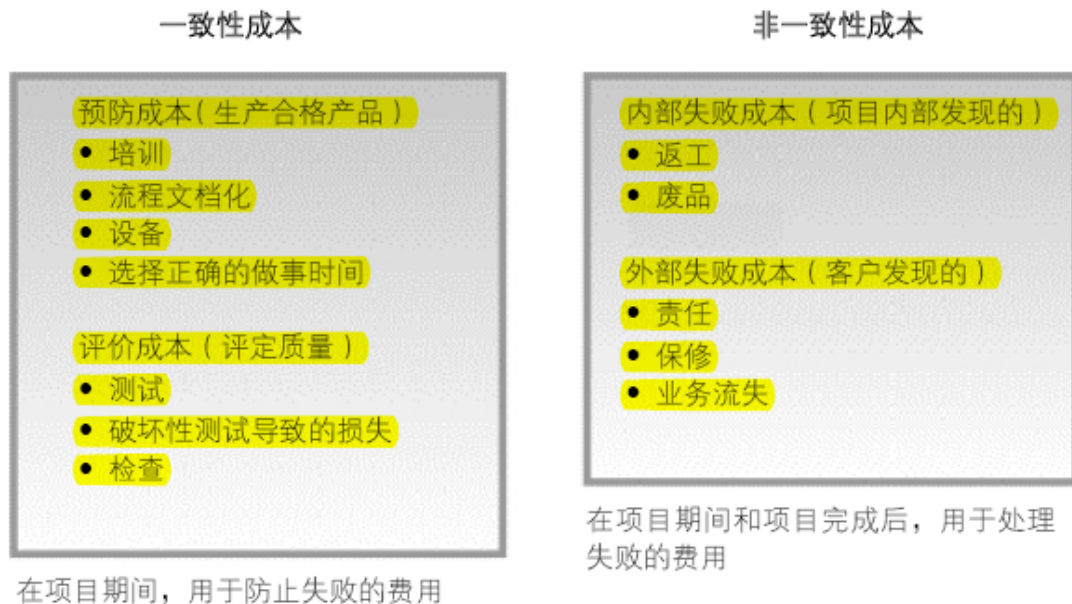 一致性成本
预防成本（生产合格产品）
• 培训
• 流程文档化
• 设备
• 选择正确的做事时间
评价成本（评定质量）
• 测试
• 破坏性测试导致的损失
• 检查
在项目期间，用于防止失败的费用
非一致性成本
内部失败成本（项目内部发现的）
• 返工
• 废品
外部失败成本（客户发现的）
• 责任
• 保修
• 业务流失
在项目期间和项目完成后，用于处理
失败的费用